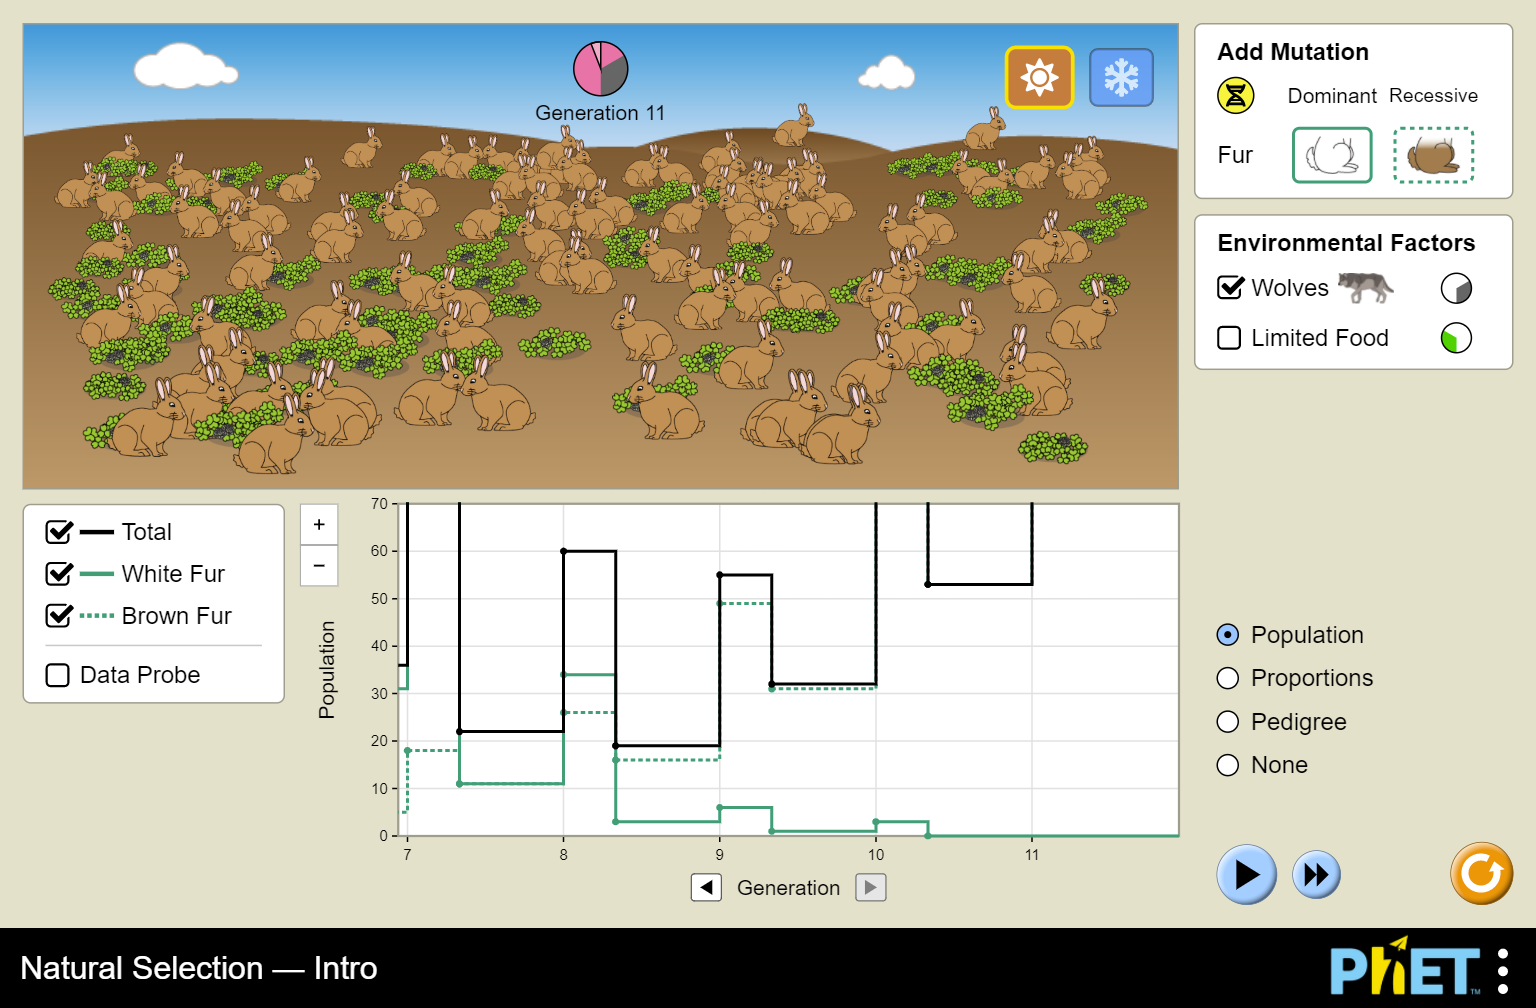 Generation 11
Add Mutation
Dominant Recessive
Fur
Environmental Factors
Wolves
Limited Food
Total
White Fur
Brown Fur
Data Probe
+
−
Population
70
60
50
40
30
20
10
0
7 8 9 10 11
Generation
Population
Proportions
Pedigree
None
Natural Selection — Intro
PhET™